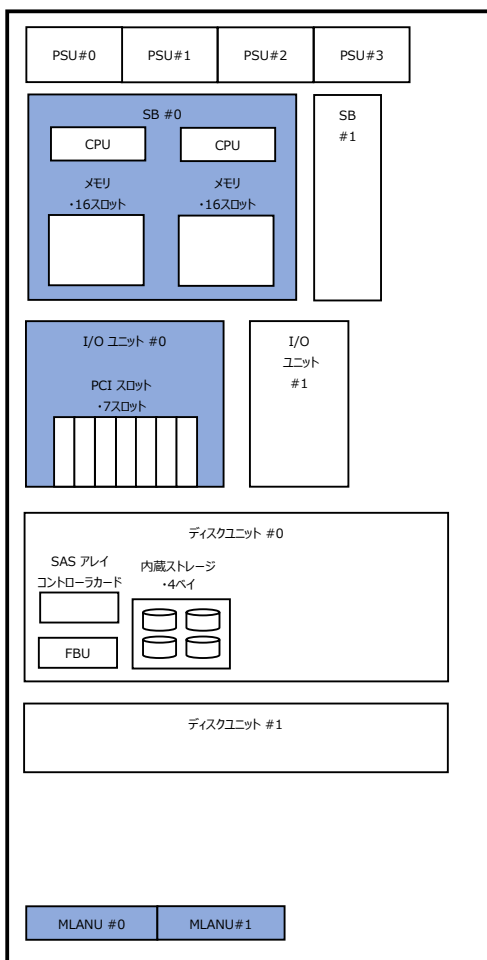 PSU#0
PSU#1
PSU#2
PSU#3
SB #0
CPU
CPU
メモリ
・16スロット
メモリ
・16スロット
SB
#1
I/O ユニット #0
PCI スロット
・7スロット
I/O
ユニット
#1
ディスクユニット #0
SAS アレイ
コントローラカード
FBU
内蔵ストレージ
・4ベイ
ディスクユニット #1
MLANU #0
MLANU#1